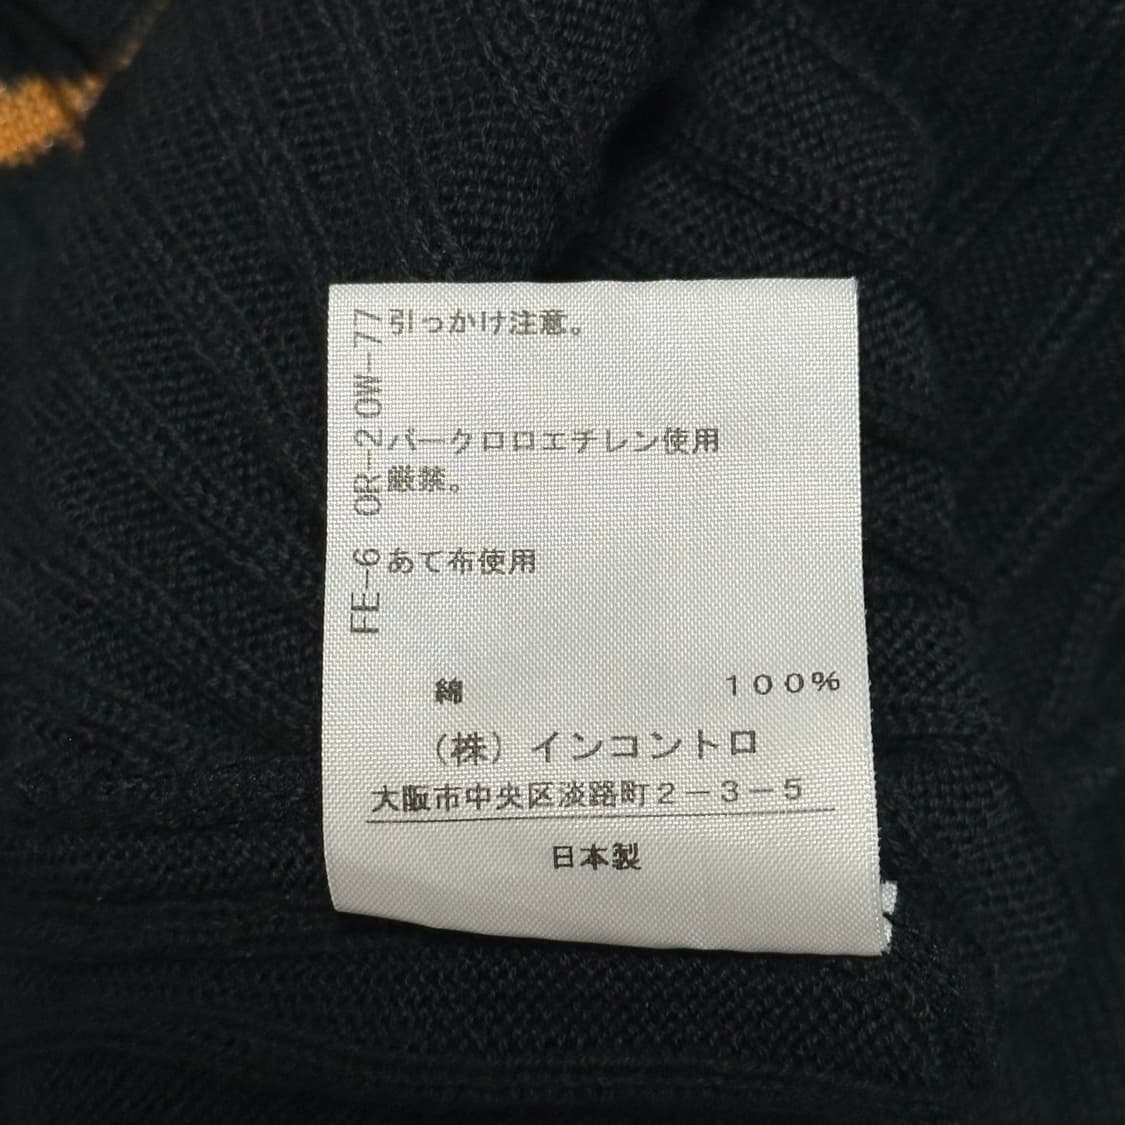 引っかけ注意。
パークロロエチレン使用
厳禁。
あて布使用
FE-6 OR-2 OW-77
綿 100%
(株) インコントロ
大阪市中央区淡路町2-3-5
日本製